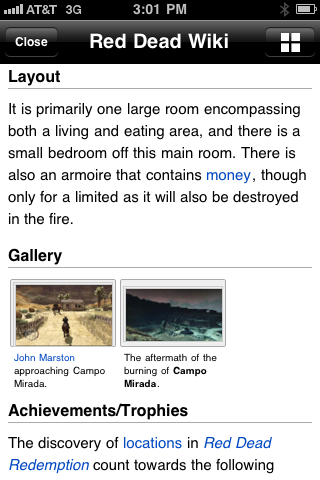 AT&T 3G 3:01 PM
Close Red Dead Wiki
Layout
It is primarily one large room encompassing
both a living and eating area, and there is a
small bedroom off this main room. There is
also an armoire that contains money, though
only for a limited as it will also be destroyed
in the fire.
Gallery
John Marston
approaching Campo
Mirada.
The aftermath of the
burning of Campo
Mirada.
Achievements/Trophies
The discovery of locations in Red Dead
Redemption count towards the following